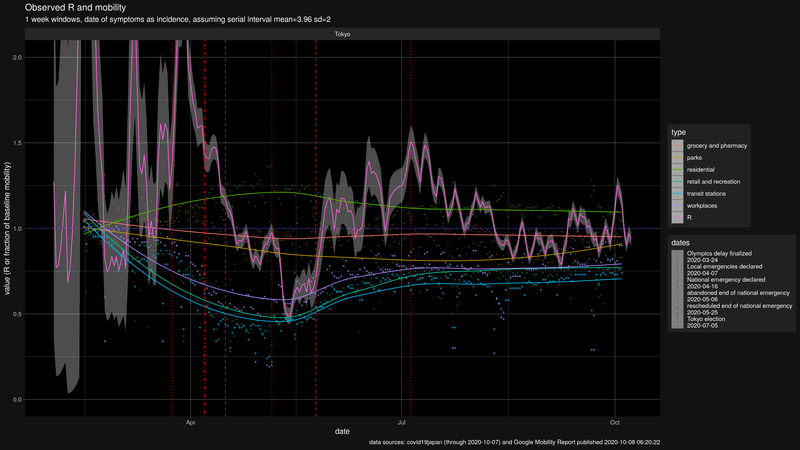 Observed R and mobility
1 week windows, date of symptoms as incidence, assuming serial interval mean=3.96 sd=2
Tokyo
value (R or fraction of baseline mobility)
2.0
1.5
1.0
0.5
0.0
Apr
Jul
Oct
date
type
grocery and pharmacy
parks
residential
retail and recreation
transit stations
workplaces
R
dates
Olympics delay finalized
2020-03-24
Local emergencies declared
2020-04-07
National emergency declared
2020-04-16
abandoned end of national emergency
2020-05-06
rescheduled end of national emergency
2020-05-25
Tokyo election
2020-07-05
data sources: covid19japan (through 2020-10-07) and Google Mobility Report published 2020-10-08 06:20:22